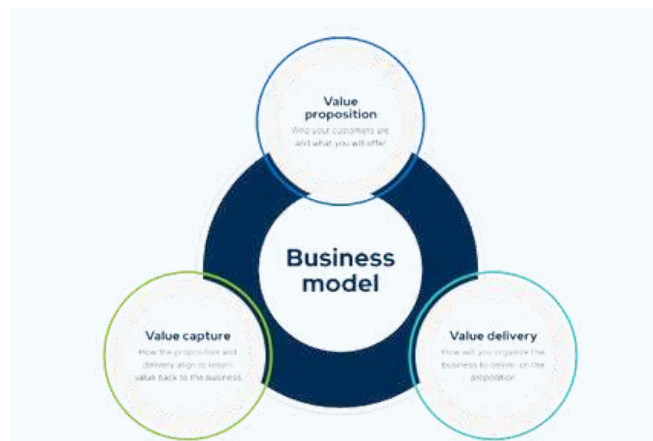 Value
proposition
Who your customers are
and what you will offer
Business
model
Value capture
How the proposition and
delivery align to return
value back to the business
Value delivery
How will you organize the
business to deliver on the
proposition